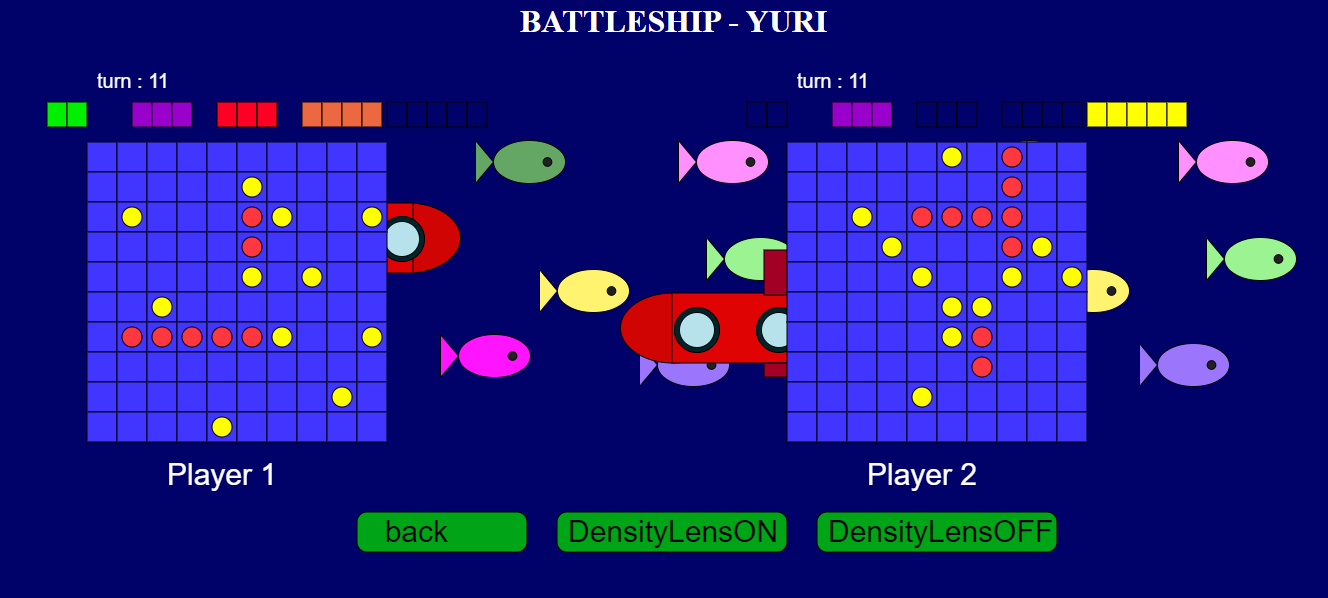 BATTLESHIP - YURI
turn : 11
turn : 11
Player 1
Player 2
back
DensityLensON
DensityLensOFF